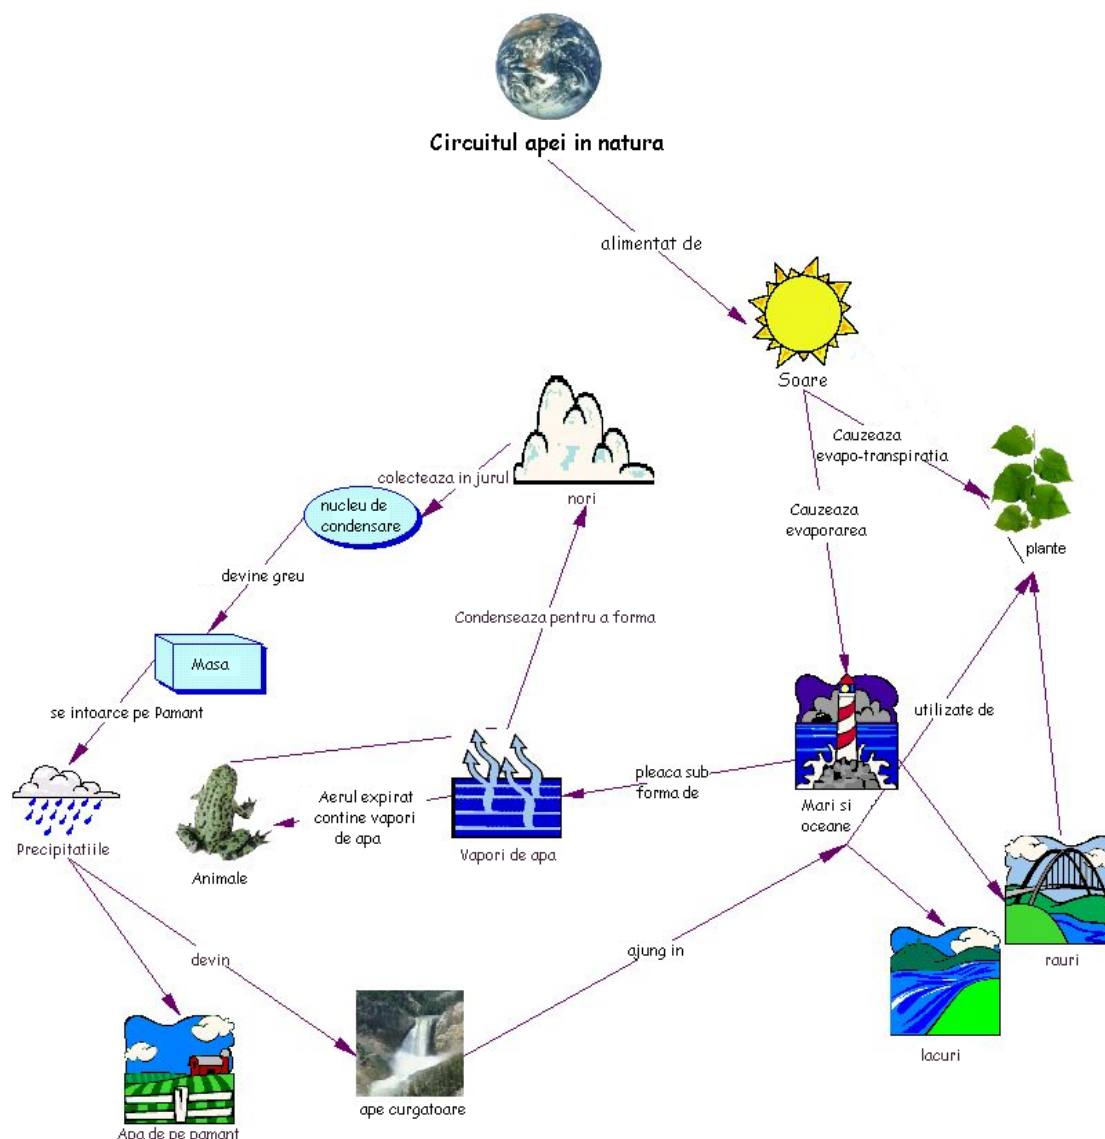 Circuitul apei in natura
alimentat de
Soare
Cauzeaza
evapo-transpiratia
plante
Cauzeaza
evaporarea
nori
colecteaza in jurul
nucleu de
condensare
devine greu
Masa
se intoarce pe Pamant
Precipitatiile
Condenseaza pentru a forma
Animale
Aerul expirat
contine vapori
de apa
Vapori de apa
pleaca sub
forma de
Mari si
oceane
utilizate de
rauri
lacuri
ajung in
devin
ape curgatoare
Apa de pe pamant